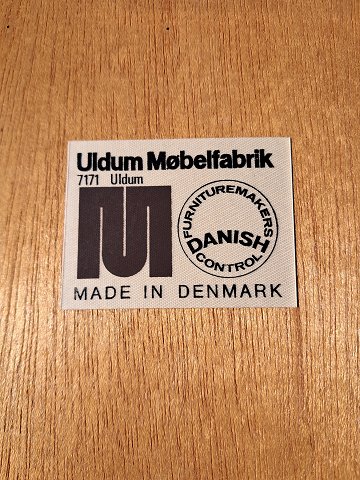 Uldum Møbelfabrik
7171 Uldum
FURNITUREMAKERS
DANISH
CONTROL
MADE IN DENMARK